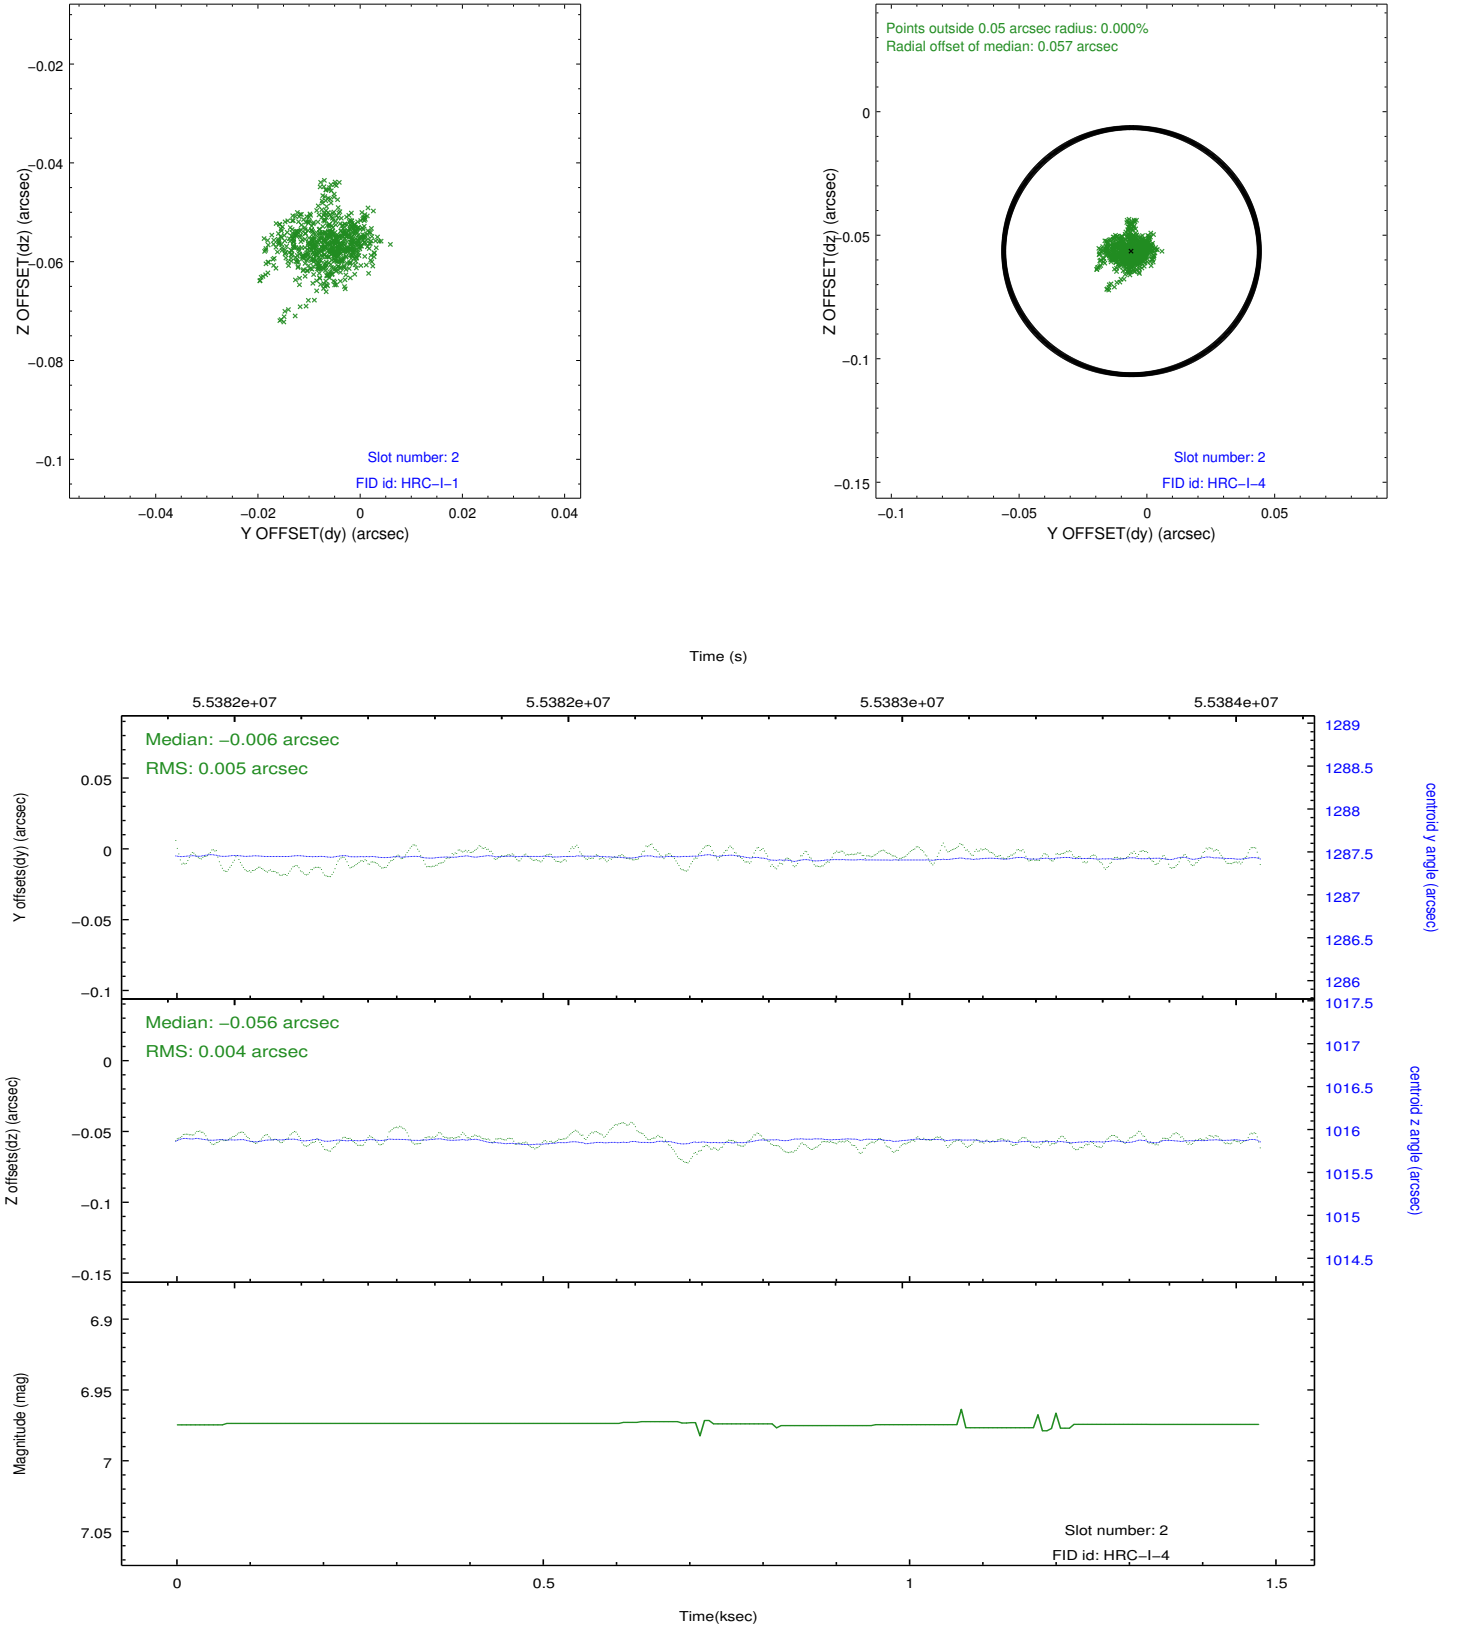 −0.02
−0.04
−0.06
−0.08
−0.1
Z OFFSET(dz) (arcsec)
Slot number: 2
FID id: HRC−I−1
−0.04
−0.02
0
0.02
0.04
Y OFFSET(dy) (arcsec)
Points outside 0.05 arcsec radius: 0.000%
Radial offset of median: 0.057 arcsec
0
−0.05
−0.1
−0.15
Z OFFSET(dz) (arcsec)
Slot number: 2
FID id: HRC−I−4
−0.1
−0.05
0
0.05
Y OFFSET(dy) (arcsec)
Time (s)
5.5382e+07
5.5382e+07
5.5383e+07
5.5384e+07
Median: −0.006 arcsec
RMS: 0.005 arcsec
0.05
0
−0.05
−0.1
Y offsets(dy) (arcsec)
1289
1288.5
1288
1287.5
1287
1286.5
1286
centroid y angle (arcsec)
Median: −0.056 arcsec
RMS: 0.004 arcsec
0
−0.05
−0.1
−0.15
Z offsets(dz) (arcsec)
1017.5
1017
1016.5
1016
1015.5
1015
1014.5
centroid z angle (arcsec)
6.9
6.95
7
7.05
Magnitude (mag)
Slot number: 2
FID id: HRC−I−4
0
0.5
1
1.5
Time(ksec)